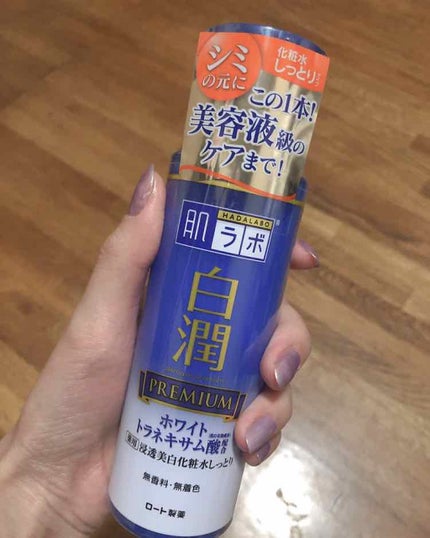 シミ
の元に
化粧水
しっとり
この1本!
美容液級の
ケアまで!
HADALABO
肌ラボ
白潤
PREMIUM
ホワイト
トラネキサム酸 配合
薬用 浸透美白化粧水しっとり
無香料・無着色
ロート製薬